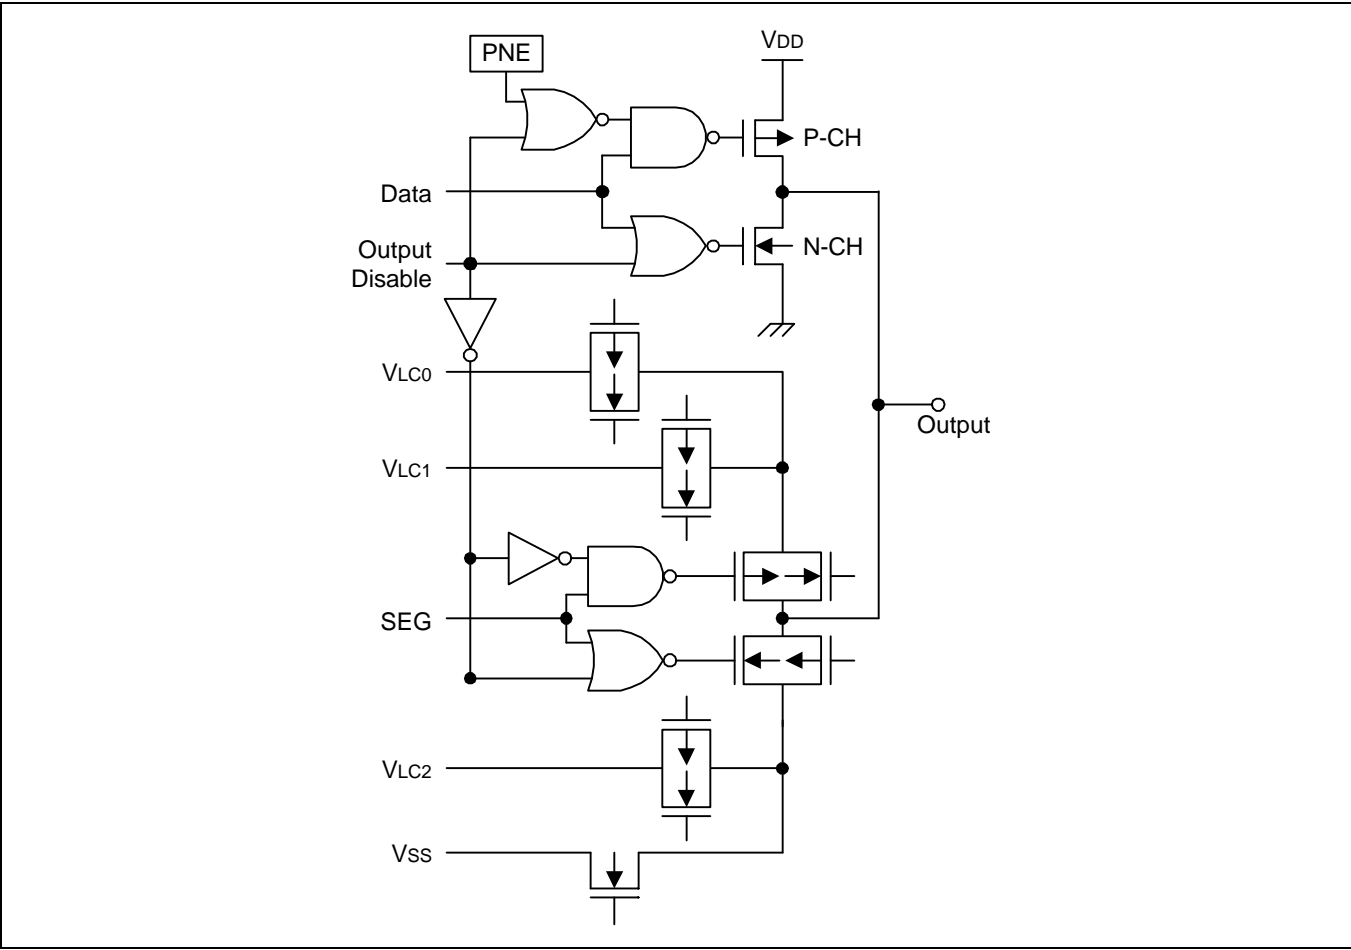 PNE
VDD
P-CH
Data
N-CH
Output
Disable
VLC0
Output
VLC1
SEG
VLC2
VSS